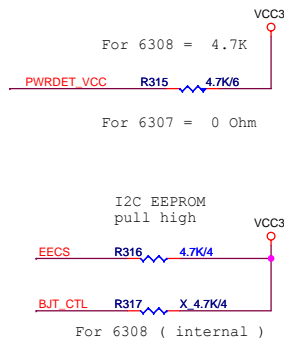 VCC3
For 6308 = 4.7K
PWRDET_VCC R315 4.7K/6
For 6307 = 0 Ohm
I2C EEPROM
pull high
VCC3
EECS R316 4.7K/4
BJT_CTL R317 X_4.7K/4
For 6308 ( internal )